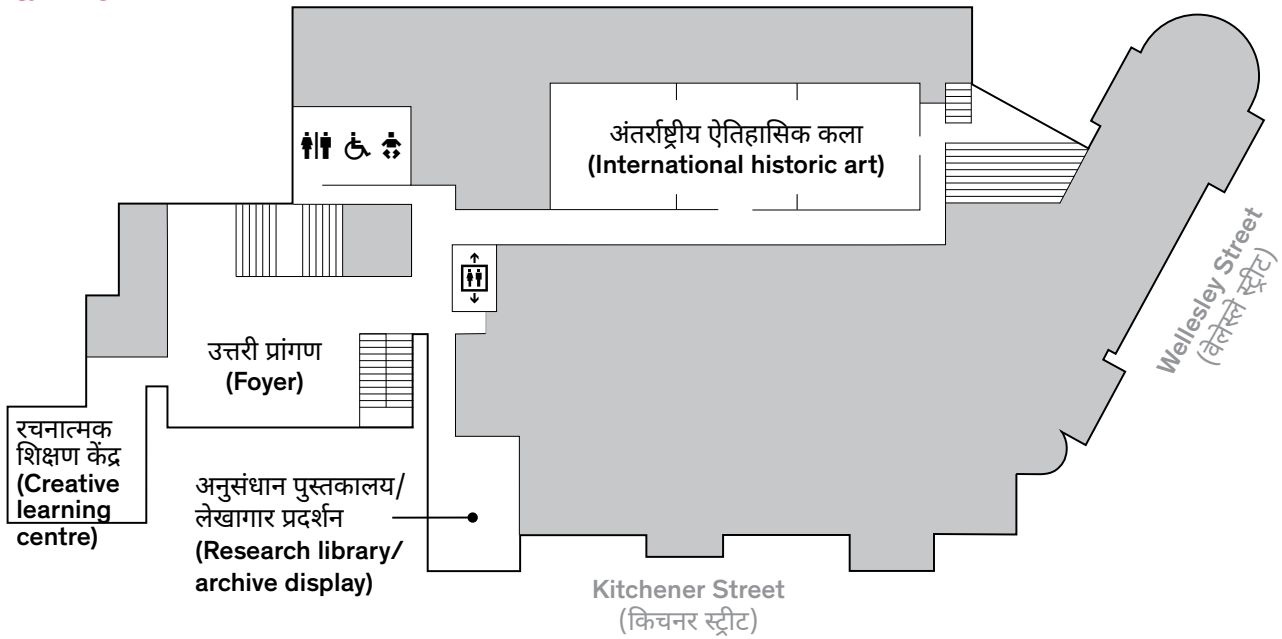 अंतर्राष्ट्रीय ऐतिहासिक कला
(International historic art)
उत्तरी प्रांगण
(Foyer)
रचनात्मक
शिक्षण केंद्र
(Creative
learning
centre)
अनुसंधान पुस्तकालय/
लेखागार प्रदर्शन
(Research library/
archive display)
Wellesley Street
(वेलेस्ले स्ट्रीट)
Kitchener Street
(किचनर स्ट्रीट)